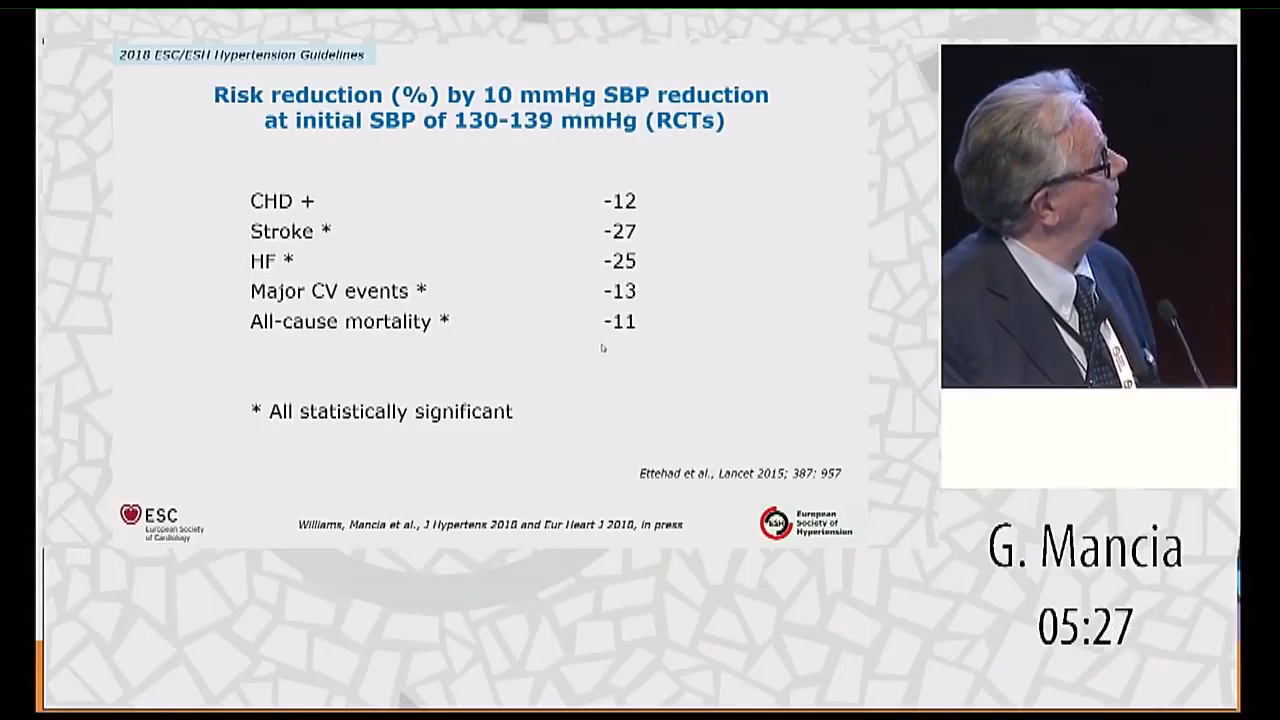 2018 ESC/ESH Hypertension Guidelines
Risk reduction (%) by 10 mmHg SBP reduction
at initial SBP of 130-139 mmHg (RCTs)
CHD + -12
Stroke * -27
HF * -25
Major CV events * -13
All-cause mortality * -11
* All statistically significant
Ettehad et al., Lancet 2015; 387: 957
ESC
European Society
of Cardiology
Williams, Mancia et al., J Hypertens 2018 and Eur Heart J 2018, in press
ESH
European
Society of
Hypertension
G. Mancia
05:27